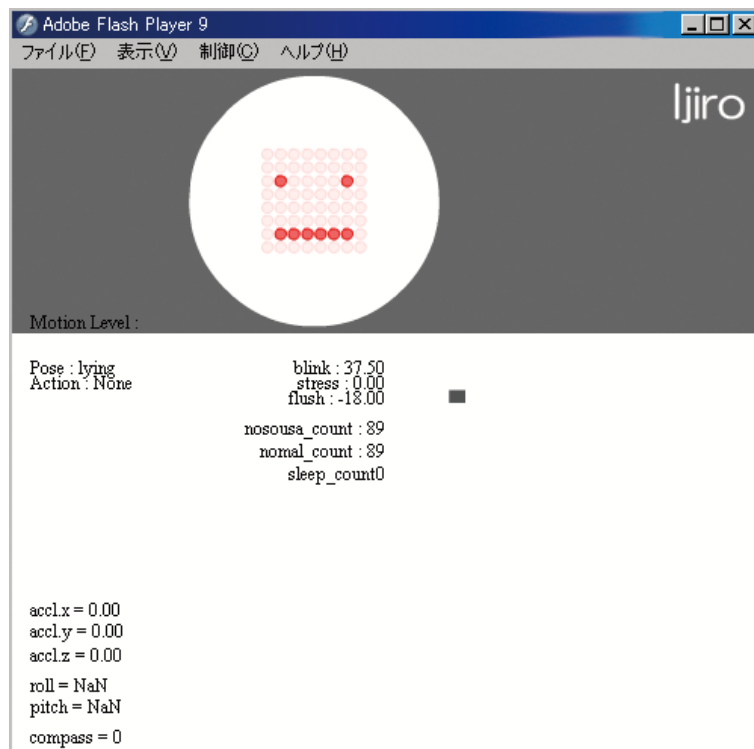 Adobe Flash Player 9
ファイル(F) 表示(V) 制御(C) ヘルプ(H)
Ijiro
Motion Level :
Pose : lying
Action : None
blink : 37.50
stress : 0.00
flush : -18.00
nosousa_count : 89
nomal_count : 89
sleep_count0
accl.x = 0.00
accl.y = 0.00
accl.z = 0.00
roll = NaN
pitch = NaN
compass = 0